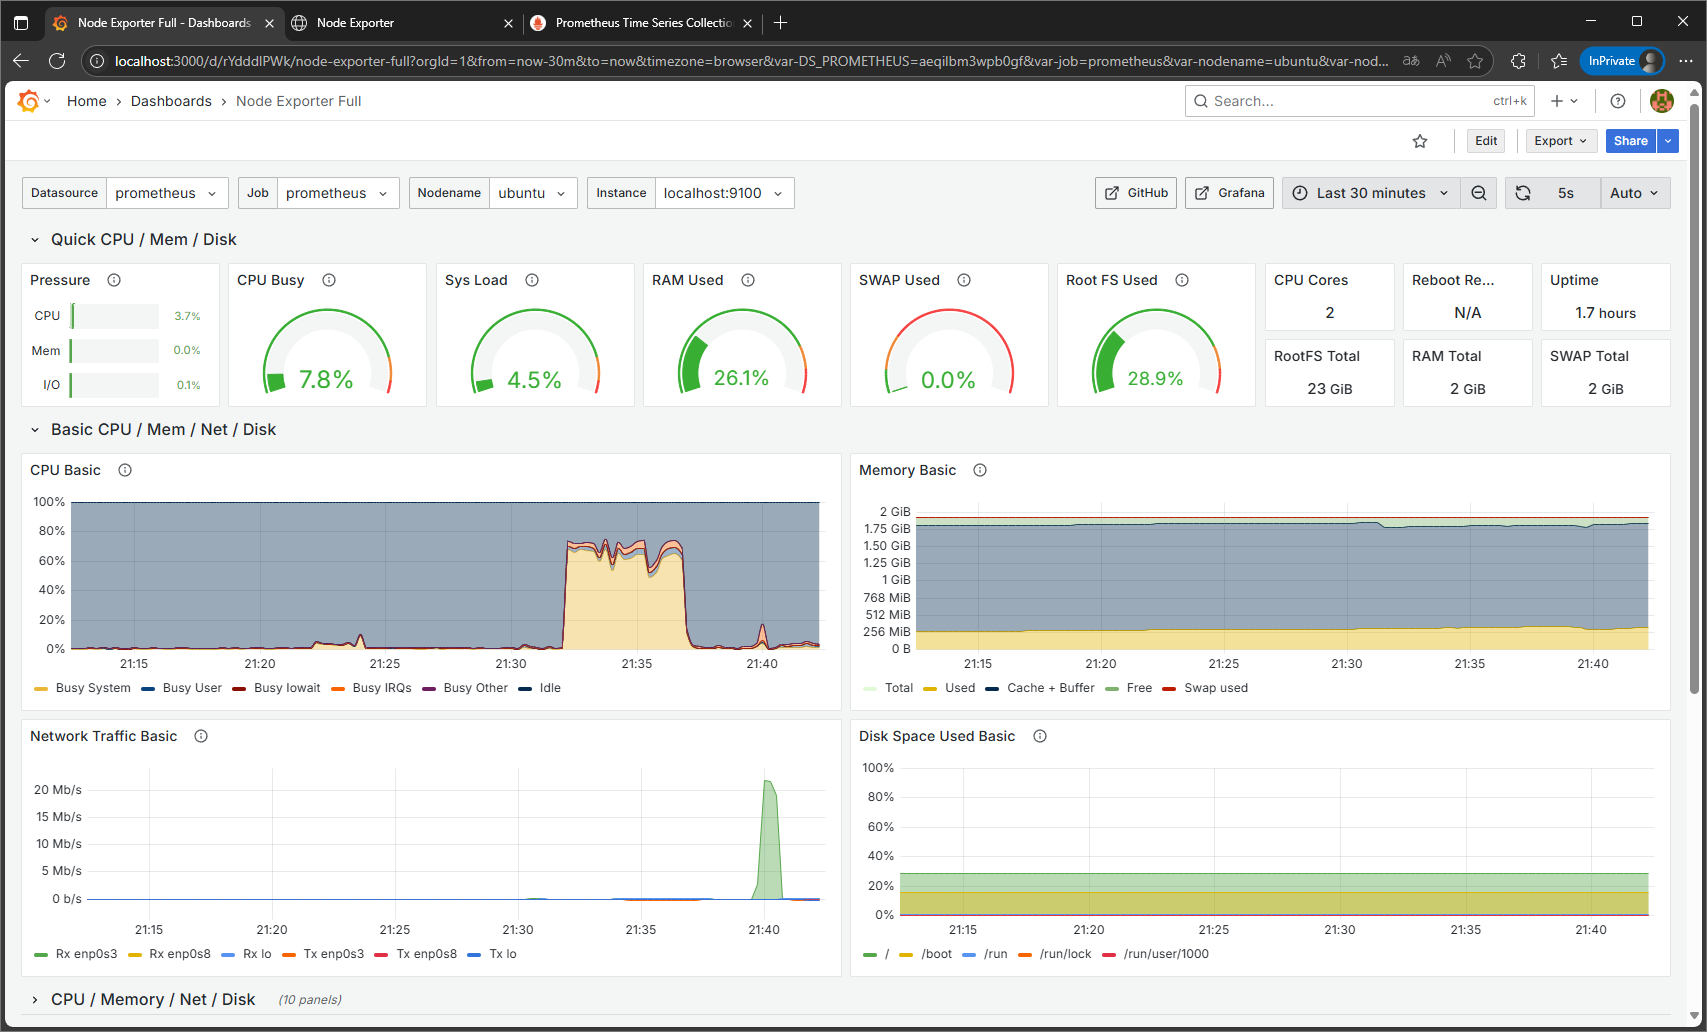 Node Exporter Full - Dashboards
Node Exporter
Prometheus Time Series Collectio
localhost:3000/d/rYdddlPWk/node-exporter-full?orgId=1&from=now-30m&to=now&timezone=browser&var-DS_PROMETHEUS=aeqilbm3wpb0gf&var-job=prometheus&var-nodename=ubuntu&var-nod...
InPrivate
Home › Dashboards › Node Exporter Full
Search... ctrl+k
Edit Export Share
Datasource prometheus Job prometheus Nodename ubuntu Instance localhost:9100 GitHub Grafana Last 30 minutes 5s Auto
Quick CPU / Mem / Disk
Pressure CPU Busy Sys Load RAM Used SWAP Used Root FS Used CPU Cores Reboot Re... Uptime
CPU 3.7%
Mem 0.0%
I/O 0.1%
7.8% 4.5% 26.1% 0.0% 28.9%
2 N/A 1.7 hours
RootFS Total RAM Total SWAP Total
23 GiB 2 GiB 2 GiB
Basic CPU / Mem / Net / Disk
CPU Basic
100%
80%
60%
40%
20%
0%
21:15 21:20 21:25 21:30 21:35 21:40
Busy System Busy User Busy Iowait Busy IRQs Busy Other Idle
Memory Basic
2 GiB
1.75 GiB
1.50 GiB
1.25 GiB
1 GiB
768 MiB
512 MiB
256 MiB
0 B
21:15 21:20 21:25 21:30 21:35 21:40
Total Used Cache + Buffer Free Swap used
Network Traffic Basic
20 Mb/s
15 Mb/s
10 Mb/s
5 Mb/s
0 b/s
21:15 21:20 21:25 21:30 21:35 21:40
Rx enp0s3 Rx enp0s8 Rx lo Tx enp0s3 Tx enp0s8 Tx lo
Disk Space Used Basic
100%
80%
60%
40%
20%
0%
21:15 21:20 21:25 21:30 21:35 21:40
/ /boot /run /run/lock /run/user/1000
CPU / Memory / Net / Disk (10 panels)